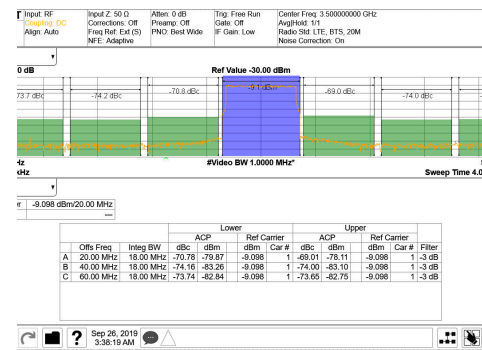 Input: RF
Coupling: DC
Align: Auto
Input Z: 50 Ω
Corrections: Off
Freq Ref: Ext (S)
NFE: Adaptive
Atten: 0 dB
Preamp: Off
PNO: Best Wide
Trig: Free Run
Gate: Off
IF Gain: Low
Center Freq: 3.500000000 GHz
Avg|Hold: 1/1
Radio Std: LTE, BTS, 20M
Noise Correction: On
0 dB Ref Value -30.00 dBm
73.7 dBc -74.2 dBc -70.8 dBc -9.1 dBm -69.0 dBc -74.0 dBc
Hz #Video BW 1.0000 MHz*
kHz Sweep Time 4.0
-9.098 dBm/20.00 MHz
---
Lower Upper
ACP Ref Carrier ACP Ref Carrier
Offs Freq Integ BW dBc dBm dBm Car # dBc dBm dBm Car # Filter
A 20.00 MHz 18.00 MHz -70.78 -79.87 -9.098 1 -69.01 -78.11 -9.098 1 -3 dB
B 40.00 MHz 18.00 MHz -74.16 -83.26 -9.098 1 -74.00 -83.10 -9.098 1 -3 dB
C 60.00 MHz 18.00 MHz -73.74 -82.84 -9.098 1 -73.65 -82.75 -9.098 1 -3 dB
? Sep 26, 2019
3:38:19 AM